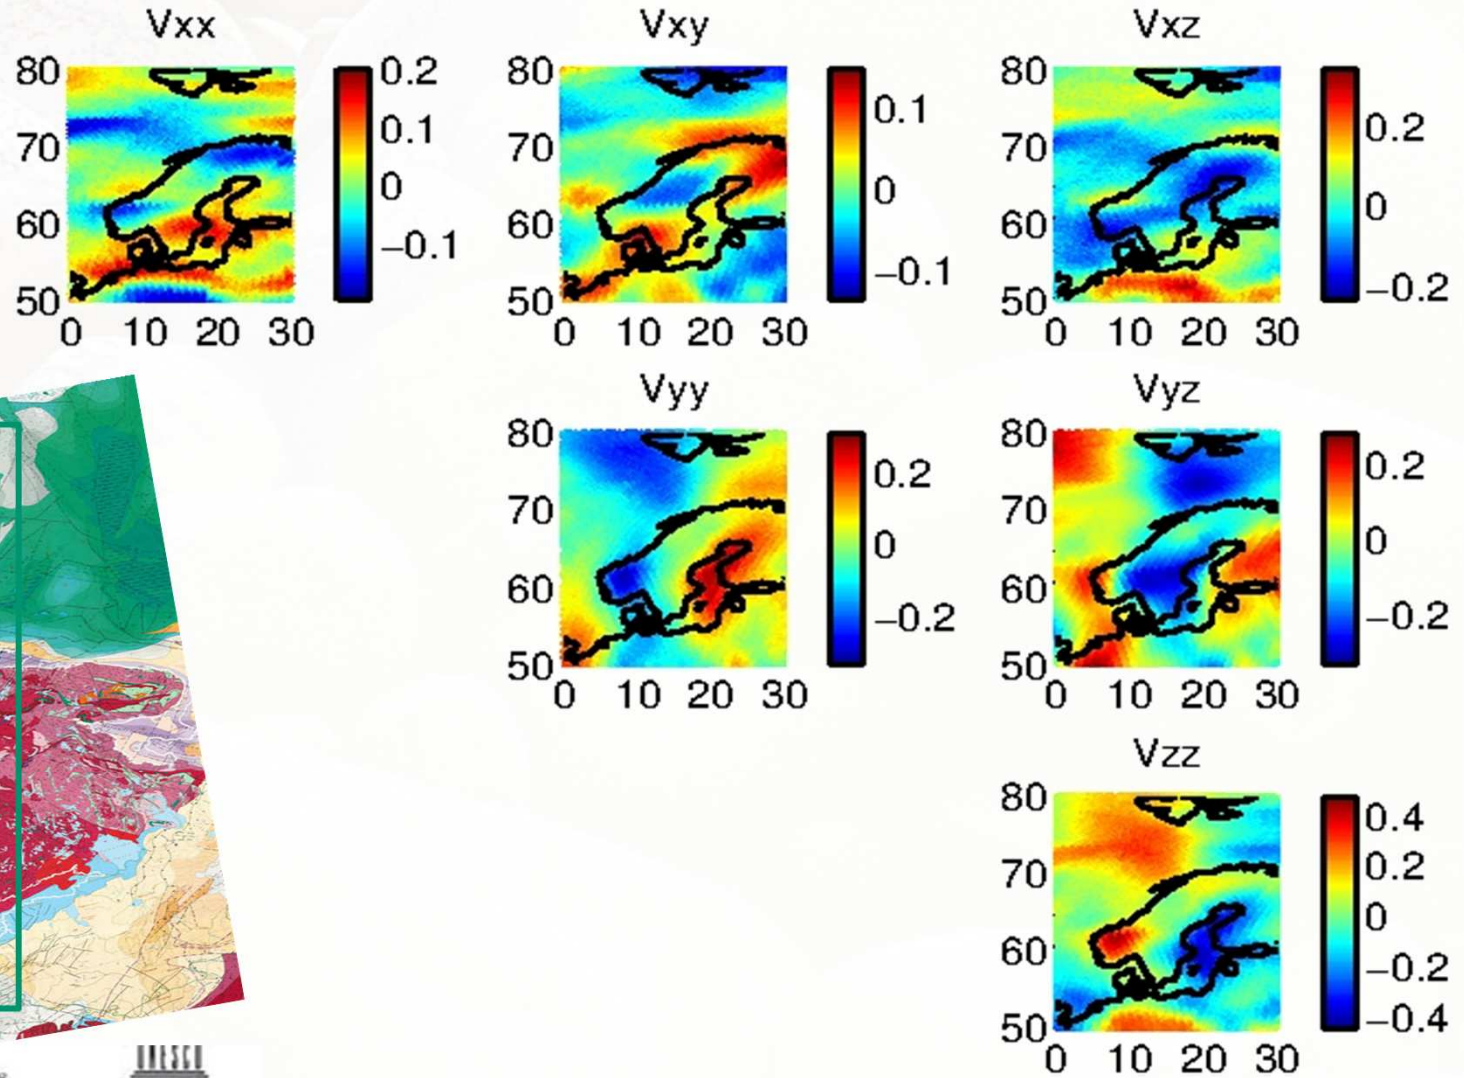 Vxx Vxy Vxz
80 0.2 80 0.1 80 0.2
70 0.1 70 0 70 0
60 0 60 −0.1 60 −0.2
50 −0.1 50 50
0 10 20 30 0 10 20 30 0 10 20 30
Vyy Vyz
80 0.2 80 0.2
70 0 70 0
60 −0.2 60 −0.2
50 50
0 10 20 30 0 10 20 30
Vzz
80 0.4
70 0.2
60 0
50 −0.2
−0.4
0 10 20 30
UNESCO